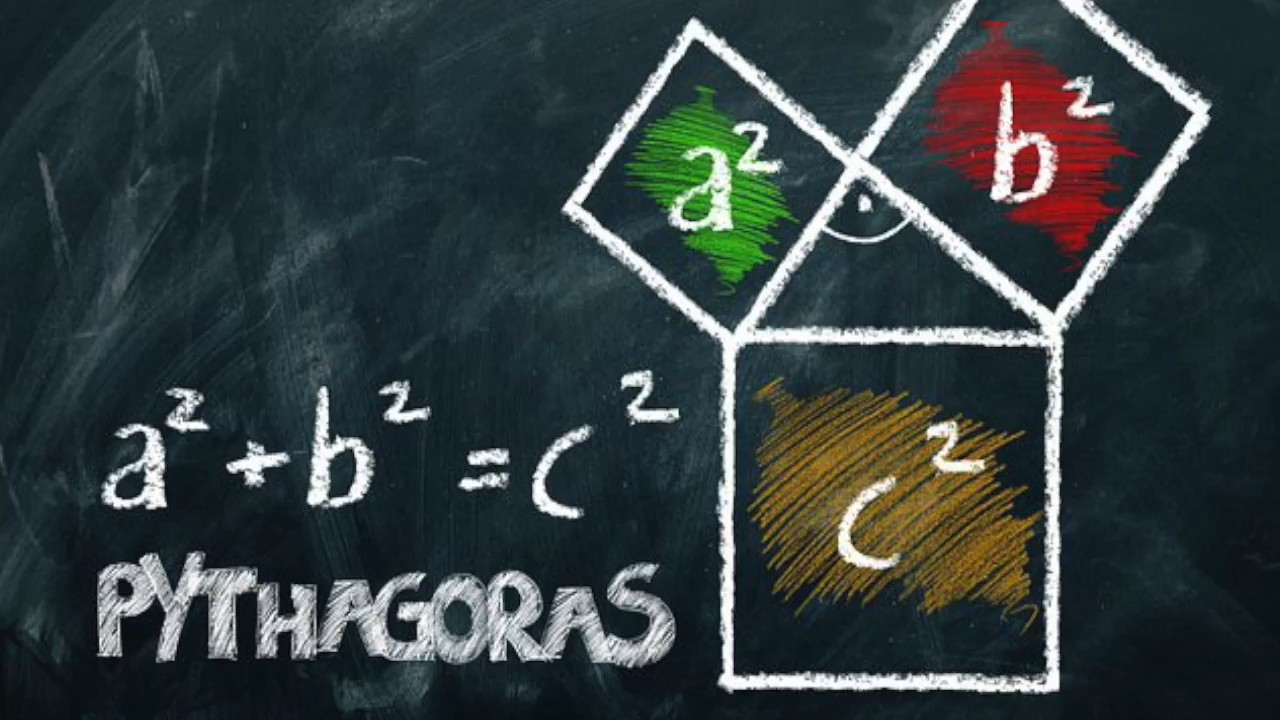 a²
b²
a² + b² = c²
c²
PYTHAGORAS